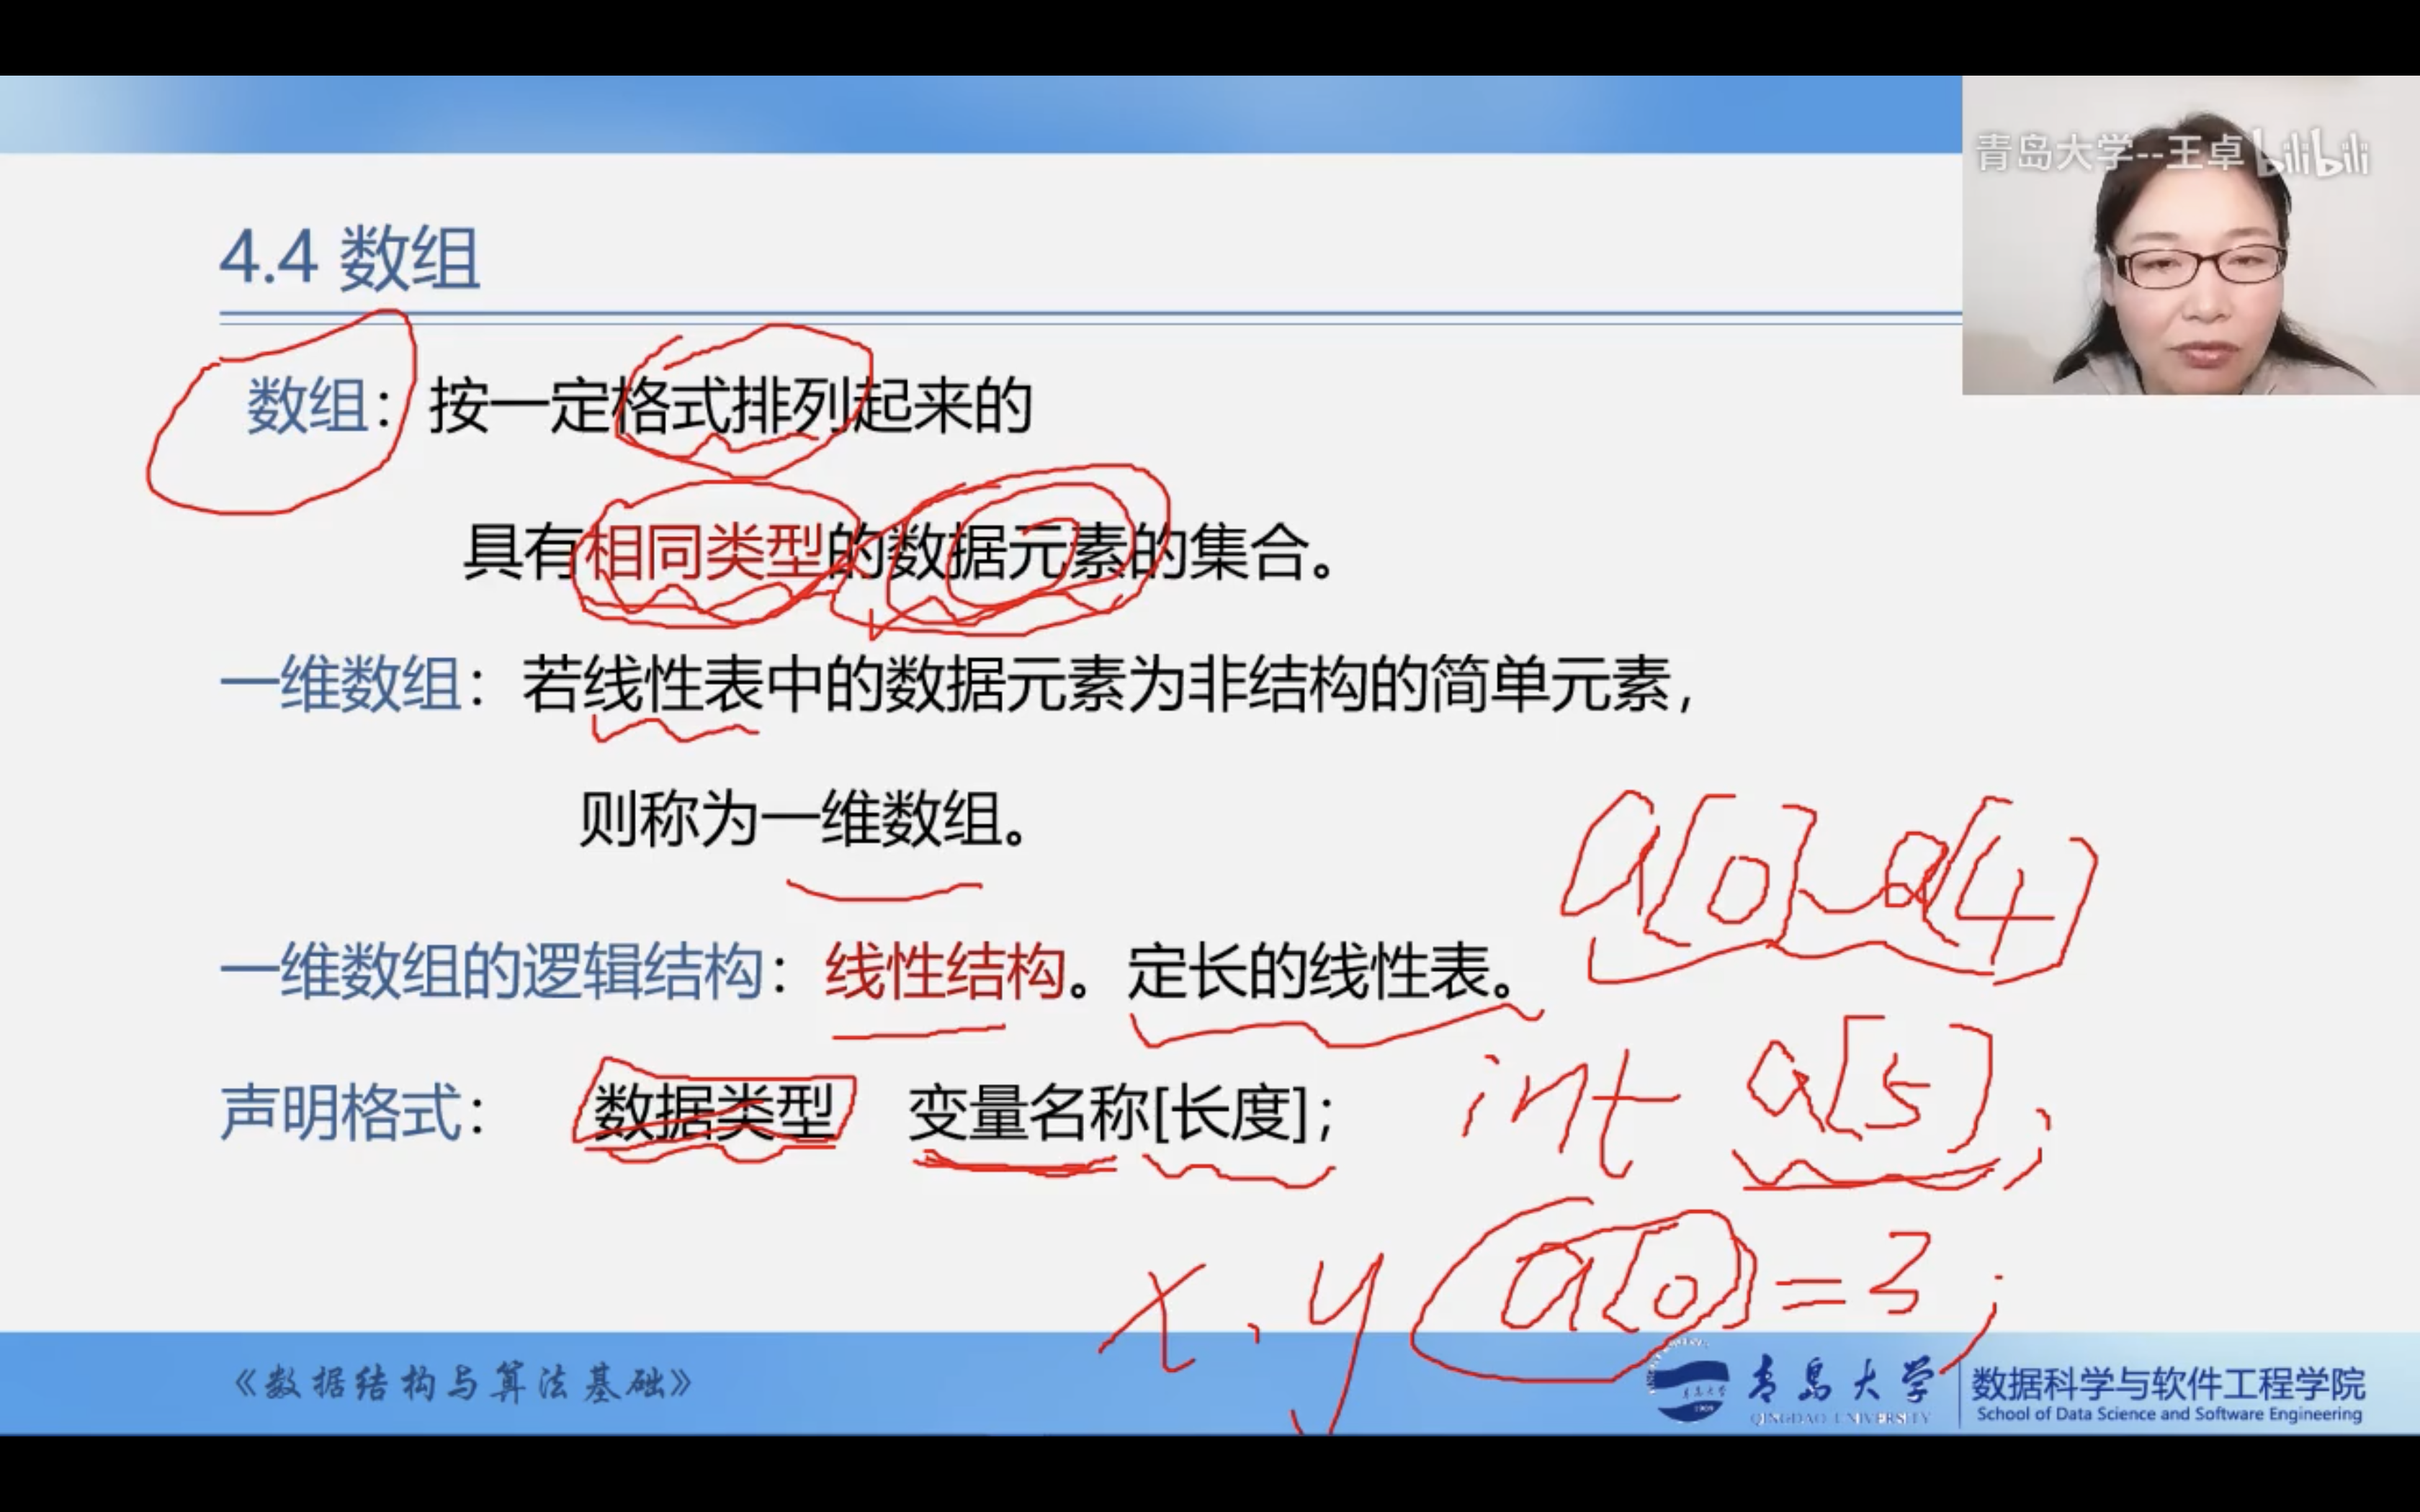 青岛大学--王卓 bilibili
4.4 数组
数组：按一定格式排列起来的
具有相同类型的数据元素的集合。
一维数组：若线性表中的数据元素为非结构的简单元素，
则称为一维数组。
a[0] a[4]
一维数组的逻辑结构：线性结构。定长的线性表。
声明格式： 数据类型 变量名称[长度]；
int a[5];
x,y a[0]=3;
《数据结构与算法基础》
青岛大学
QINGDAO UNIVERSITY
1909
数据科学与软件工程学院
School of Data Science and Software Engineering